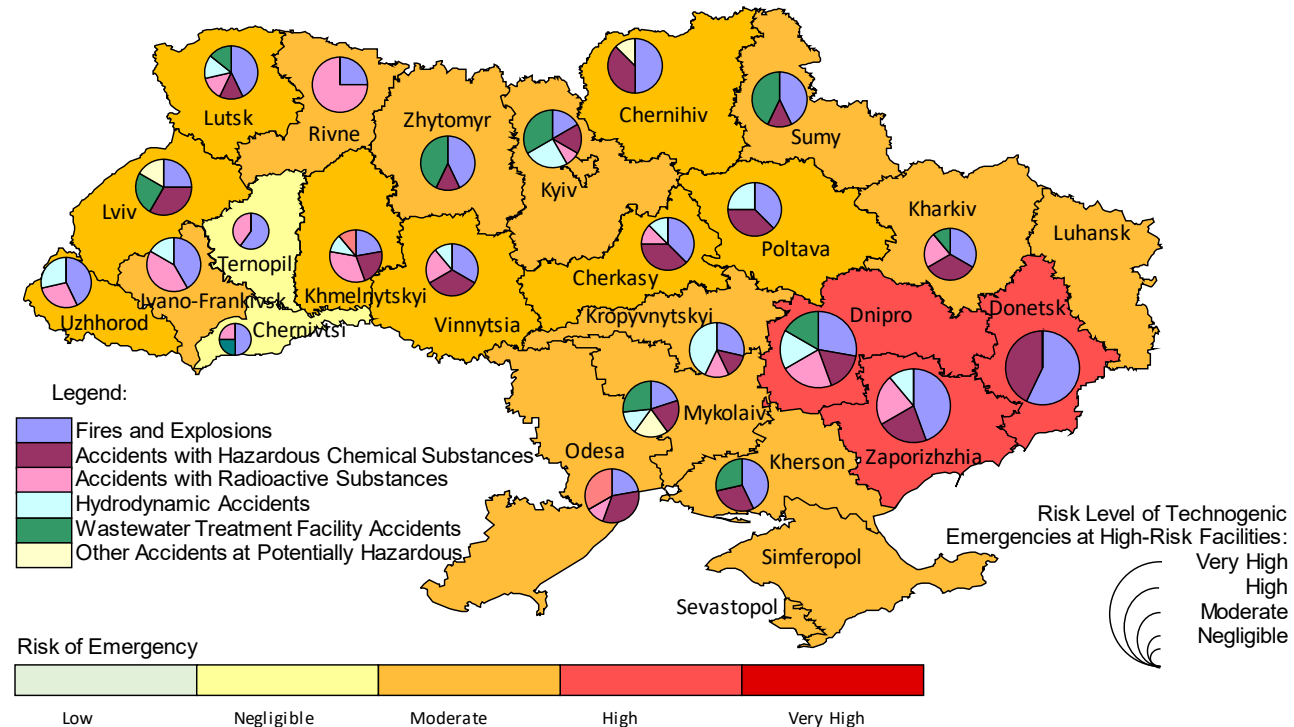 Lutsk
Rivne
Zhytomyr
Kyiv
Chernihiv
Sumy
Lviv
Ternopil
Khmelnytskyi
Vinnytsia
Cherkasy
Poltava
Kharkiv
Luhansk
Uzhhorod
Ivano-Frankivsk
Chernivtsi
Kropyvnytskyi
Dnipro
Donetsk
Mykolaiv
Odesa
Kherson
Zaporizhzhia
Simferopol
Sevastopol
Legend:
Fires and Explosions
Accidents with Hazardous Chemical Substances
Accidents with Radioactive Substances
Hydrodynamic Accidents
Wastewater Treatment Facility Accidents
Other Accidents at Potentially Hazardous
Risk Level of Technogenic
Emergencies at High-Risk Facilities:
Very High
High
Moderate
Negligible
Risk of Emergency
Low
Negligible
Moderate
High
Very High